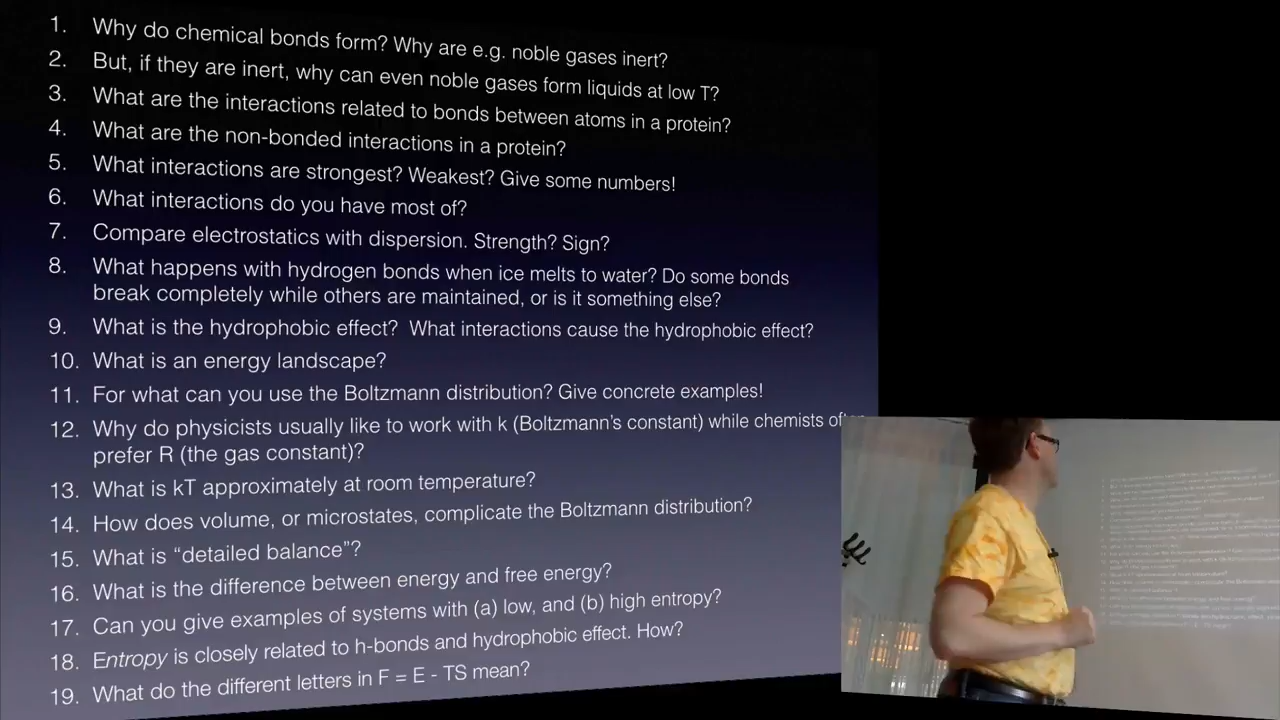 1. Why do chemical bonds form? Why are e.g. noble gases inert?
2. But, if they are inert, why can even noble gases form liquids at low T?
3. What are the interactions related to bonds between atoms in a protein?
4. What are the non-bonded interactions in a protein?
5. What interactions are strongest? Weakest? Give some numbers!
6. What interactions do you have most of?
7. Compare electrostatics with dispersion. Strength? Sign?
8. What happens with hydrogen bonds when ice melts to water? Do some bonds
break completely while others are maintained, or is it something else?
9. What is the hydrophobic effect? What interactions cause the hydrophobic effect?
10. What is an energy landscape?
11. For what can you use the Boltzmann distribution? Give concrete examples!
12. Why do physicists usually like to work with k (Boltzmann's constant) while chemists often
prefer R (the gas constant)?
13. What is kT approximately at room temperature?
14. How does volume, or microstates, complicate the Boltzmann distribution?
15. What is “detailed balance”?
16. What is the difference between energy and free energy?
17. Can you give examples of systems with (a) low, and (b) high entropy?
18. Entropy is closely related to h-bonds and hydrophobic effect. How?
19. What do the different letters in F = E - TS mean?